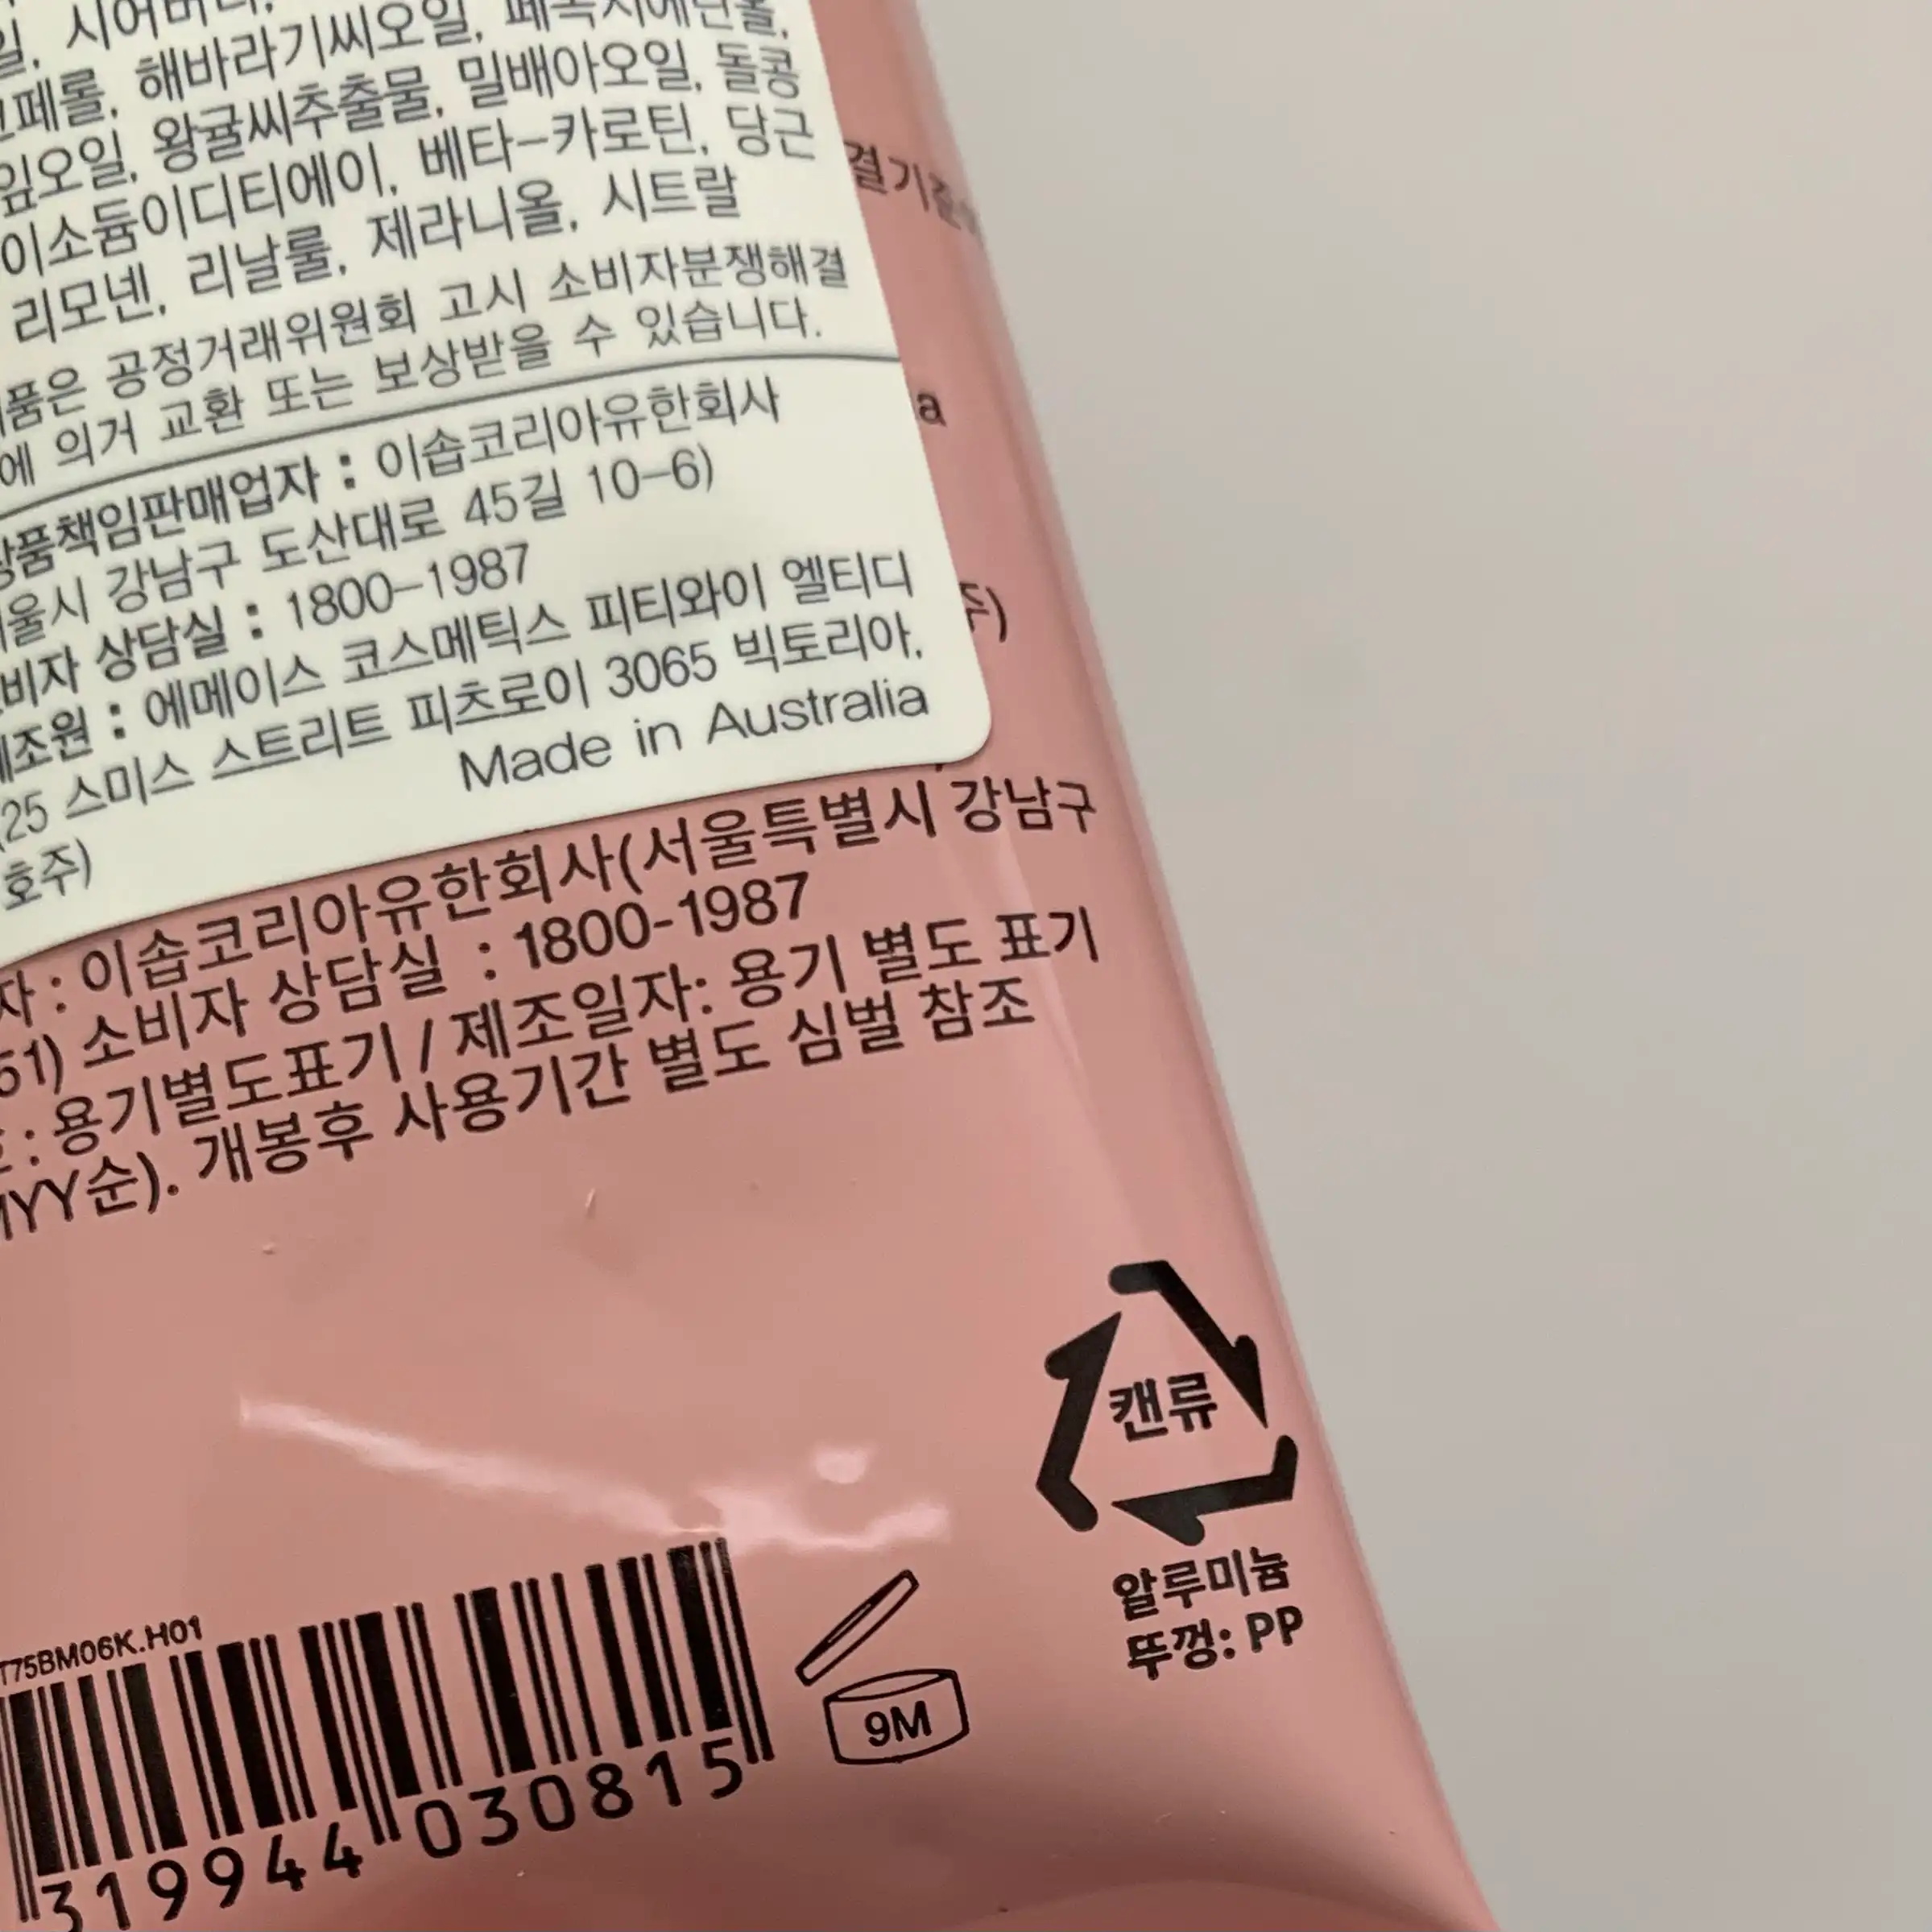 해바라기씨오일,
왕귤씨추출물, 밀배아오일, 돌콩
잎오일,
이소듐이디티에이, 베타-카로틴, 당근
리모넨, 리날룰, 제라니올, 시트랄
품은 공정거래위원회 고시 소비자분쟁해결
에 의거 교환 또는 보상받을 수 있습니다.
품책임판매업자 : 이솝코리아유한회사
울시 강남구 도산대로 45길 10-6)
비자 상담실 : 1800-1987
조원 : 에메이스 코스메틱스 피티와이 엘티디
25 스미스 스트리트 피츠로이 3065 빅토리아,
호주)
Made in Australia
결기준
a
주)
자 : 이솝코리아유한회사(서울특별시 강남구
51) 소비자 상담실 : 1800-1987
: 용기별도표기 / 제조일자: 용기 별도 표기
YY순). 개봉후 사용기간 별도 심벌 참조
캔류
알루미늄
뚜껑: PP
T75BM06K.H01
9M
319944 030815